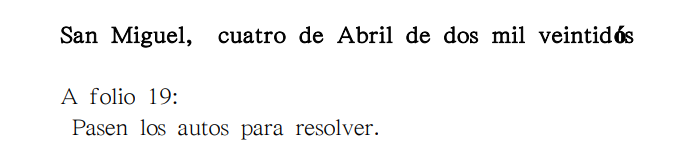 San Miguel, cuatro de Abril de dos mil veintidós
A folio 19:
Pasen los autos para resolver.